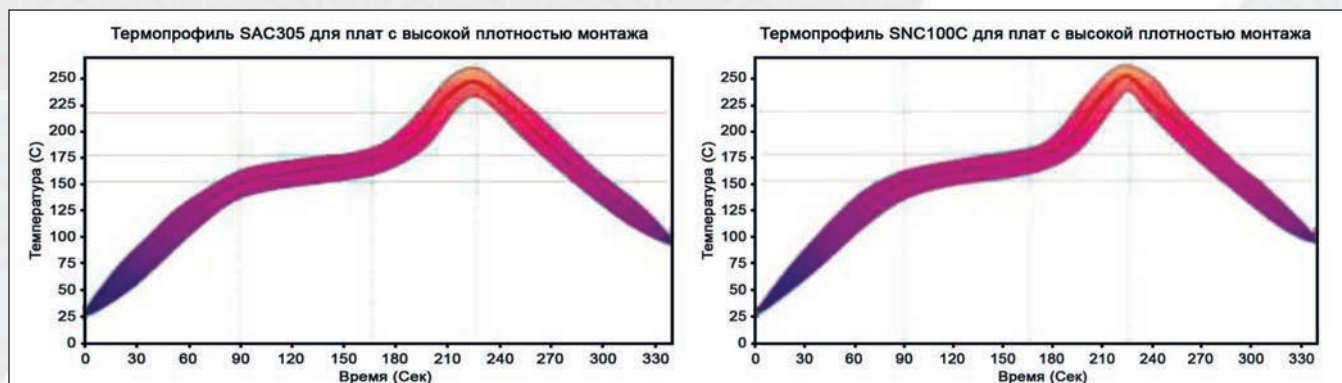 Термопрофиль SAC305 для плат с высокой плотностью монтажа
Температура (С)
250
225
200
175
150
125
100
75
50
25
0
0 30 60 90 120 150 180 210 240 270 300 330
Время (Сек)
Термопрофиль SNC100C для плат с высокой плотностью монтажа
Температура (С)
250
225
200
175
150
125
100
75
50
25
0
0 30 60 90 120 150 180 210 240 270 300 330
Время (Сек)